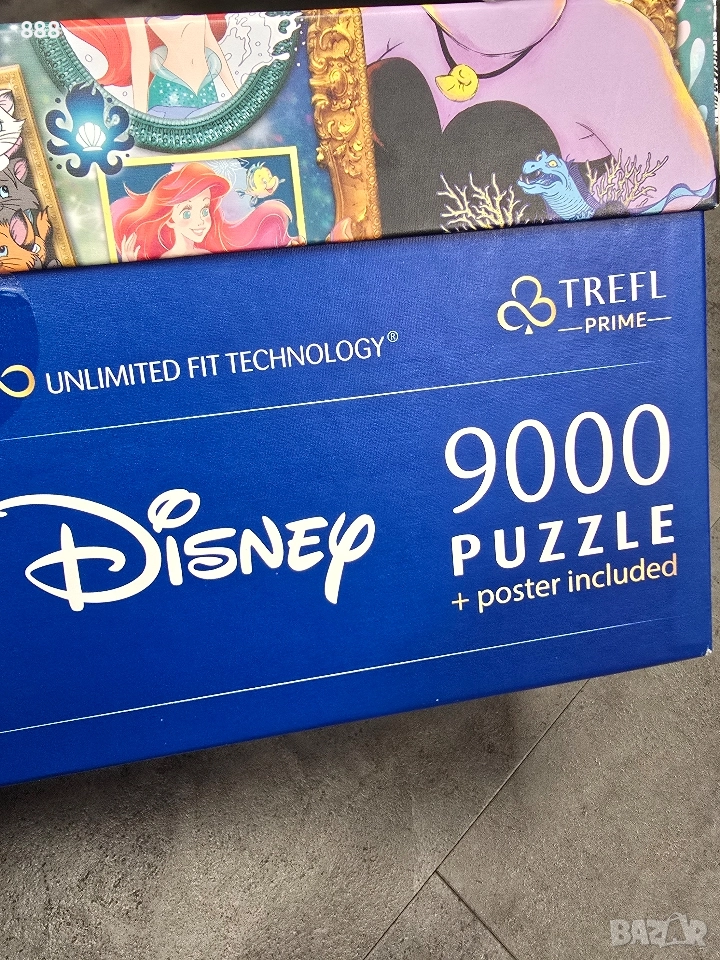 888
TREFL
PRIME
UNLIMITED FIT TECHNOLOGY®
Disney
9000
PUZZLE
+ poster included
BAZAR